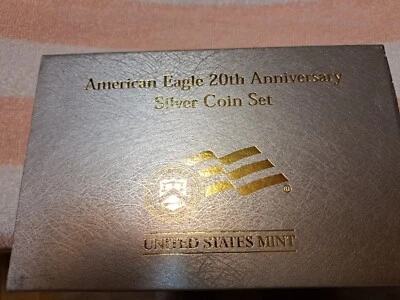 American Eagle 20th Anniversary
Silver Coin Set
®
UNITED STATES MINT